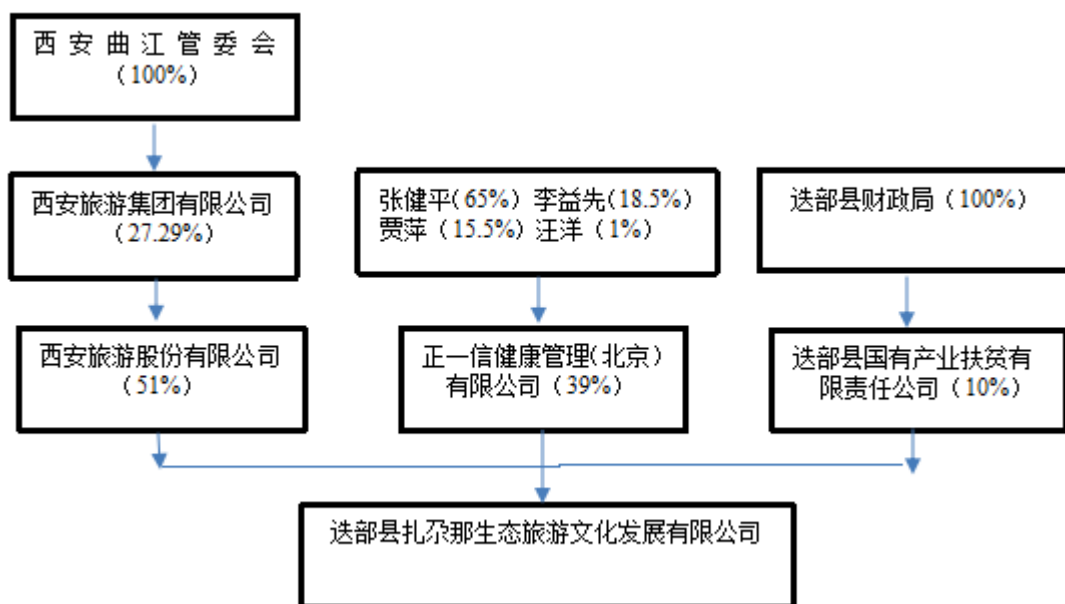 西安曲江管委会
（100%）
西安旅游集团有限公司
（27.29%）
张健平(65%) 李益先(18.5%)
贾萍（15.5%）汪洋（1%）
迭部县财政局（100%）
西安旅游股份有限公司
（51%）
正一信健康管理(北京）
有限公司（39%）
迭部县国有产业扶贫有
限责任公司（10%）
迭部县扎尕那生态旅游文化发展有限公司